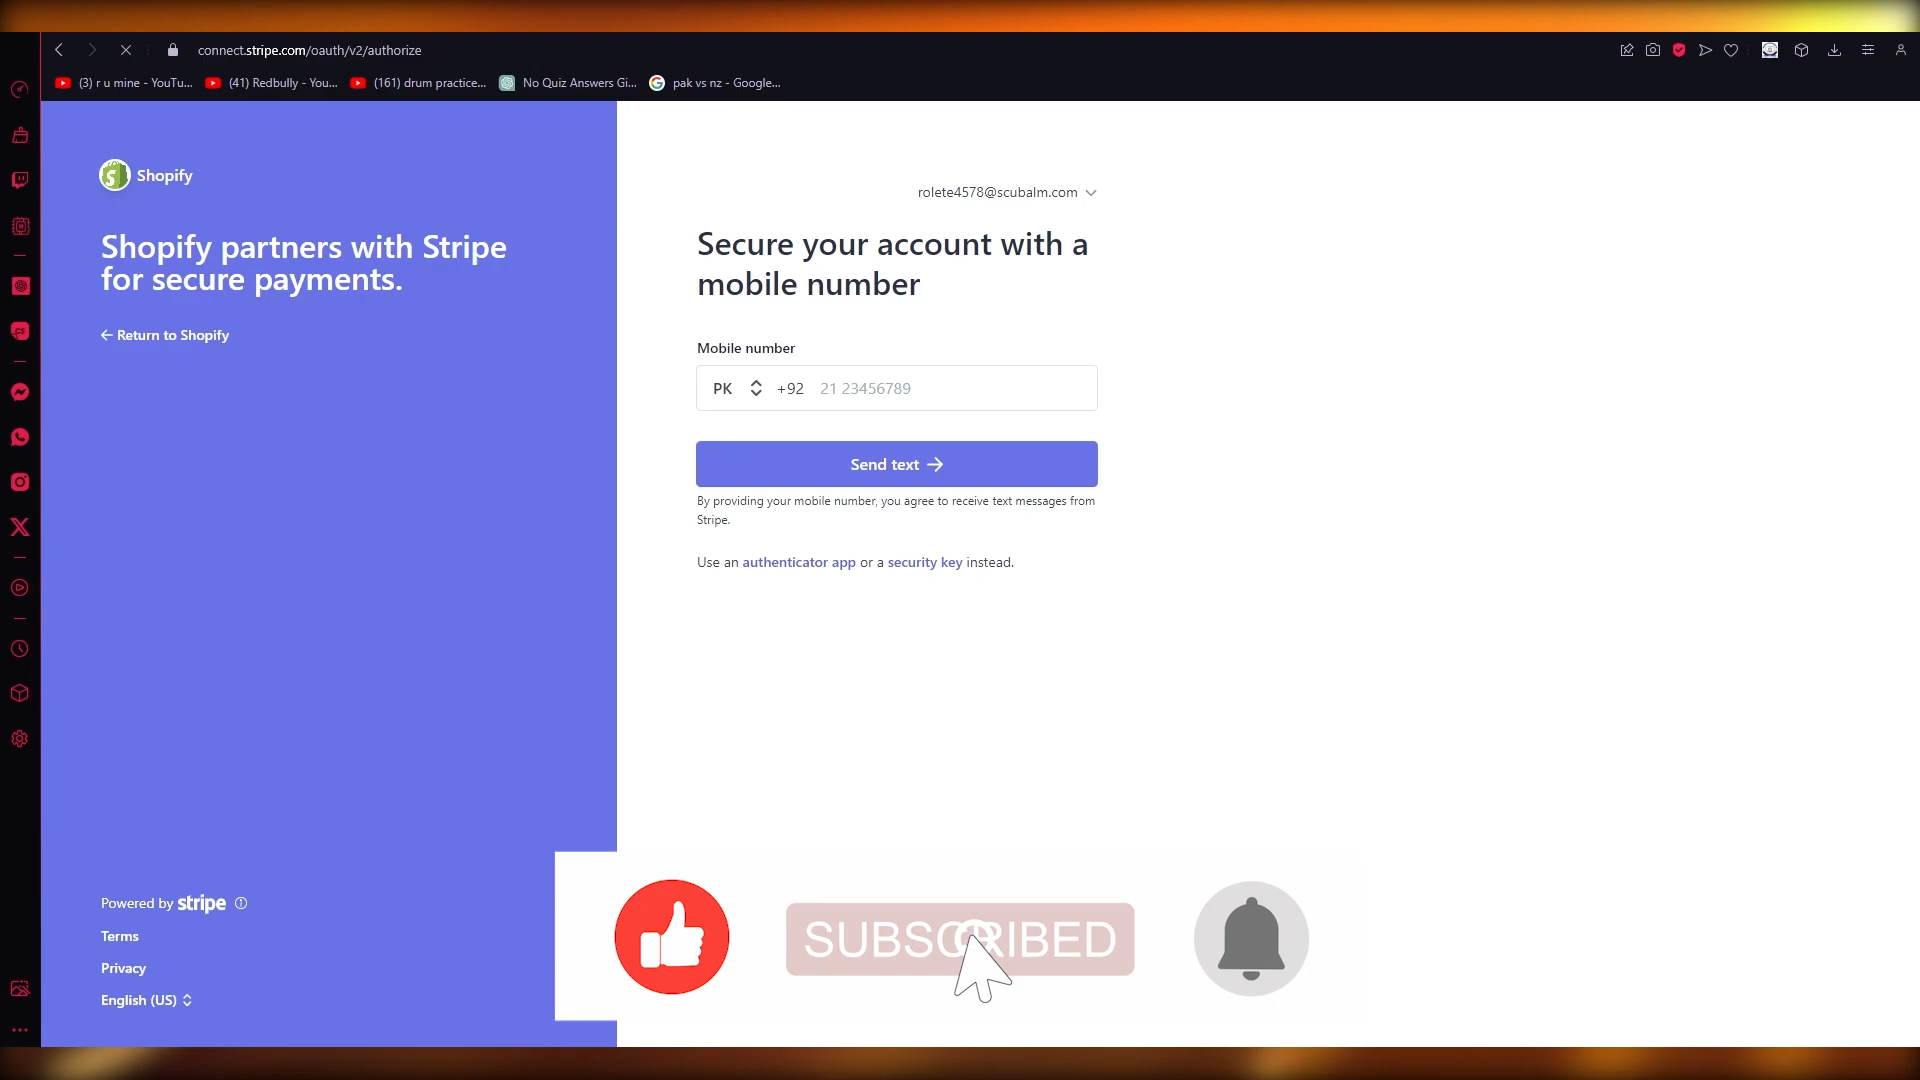 connect.stripe.com/oauth/v2/authorize
(3) r u mine - YouTu...
(41) Redbully - You...
(161) drum practice...
No Quiz Answers Gi...
pak vs nz - Google...
Shopify
Shopify partners with Stripe
for secure payments.
← Return to Shopify
Powered by stripe
Terms
Privacy
English (US)
rolete4578@scubalm.com
Secure your account with a
mobile number
Mobile number
PK +92 21 23456789
Send text →
By providing your mobile number, you agree to receive text messages from
Stripe.
Use an authenticator app or a security key instead.
SUBSCRIBED